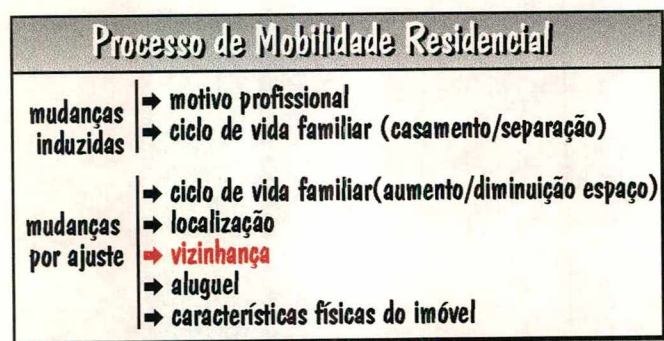 Processo de Mobilidade Residencial
mudanças induzidas
➡ motivo profissional
➡ ciclo de vida familiar (casamento/separação)
mudanças por ajuste
➡ ciclo de vida familiar(aumento/diminuição espaço)
➡ localização
➡ vizinhança
➡ aluguel
➡ características físicas do imóvel